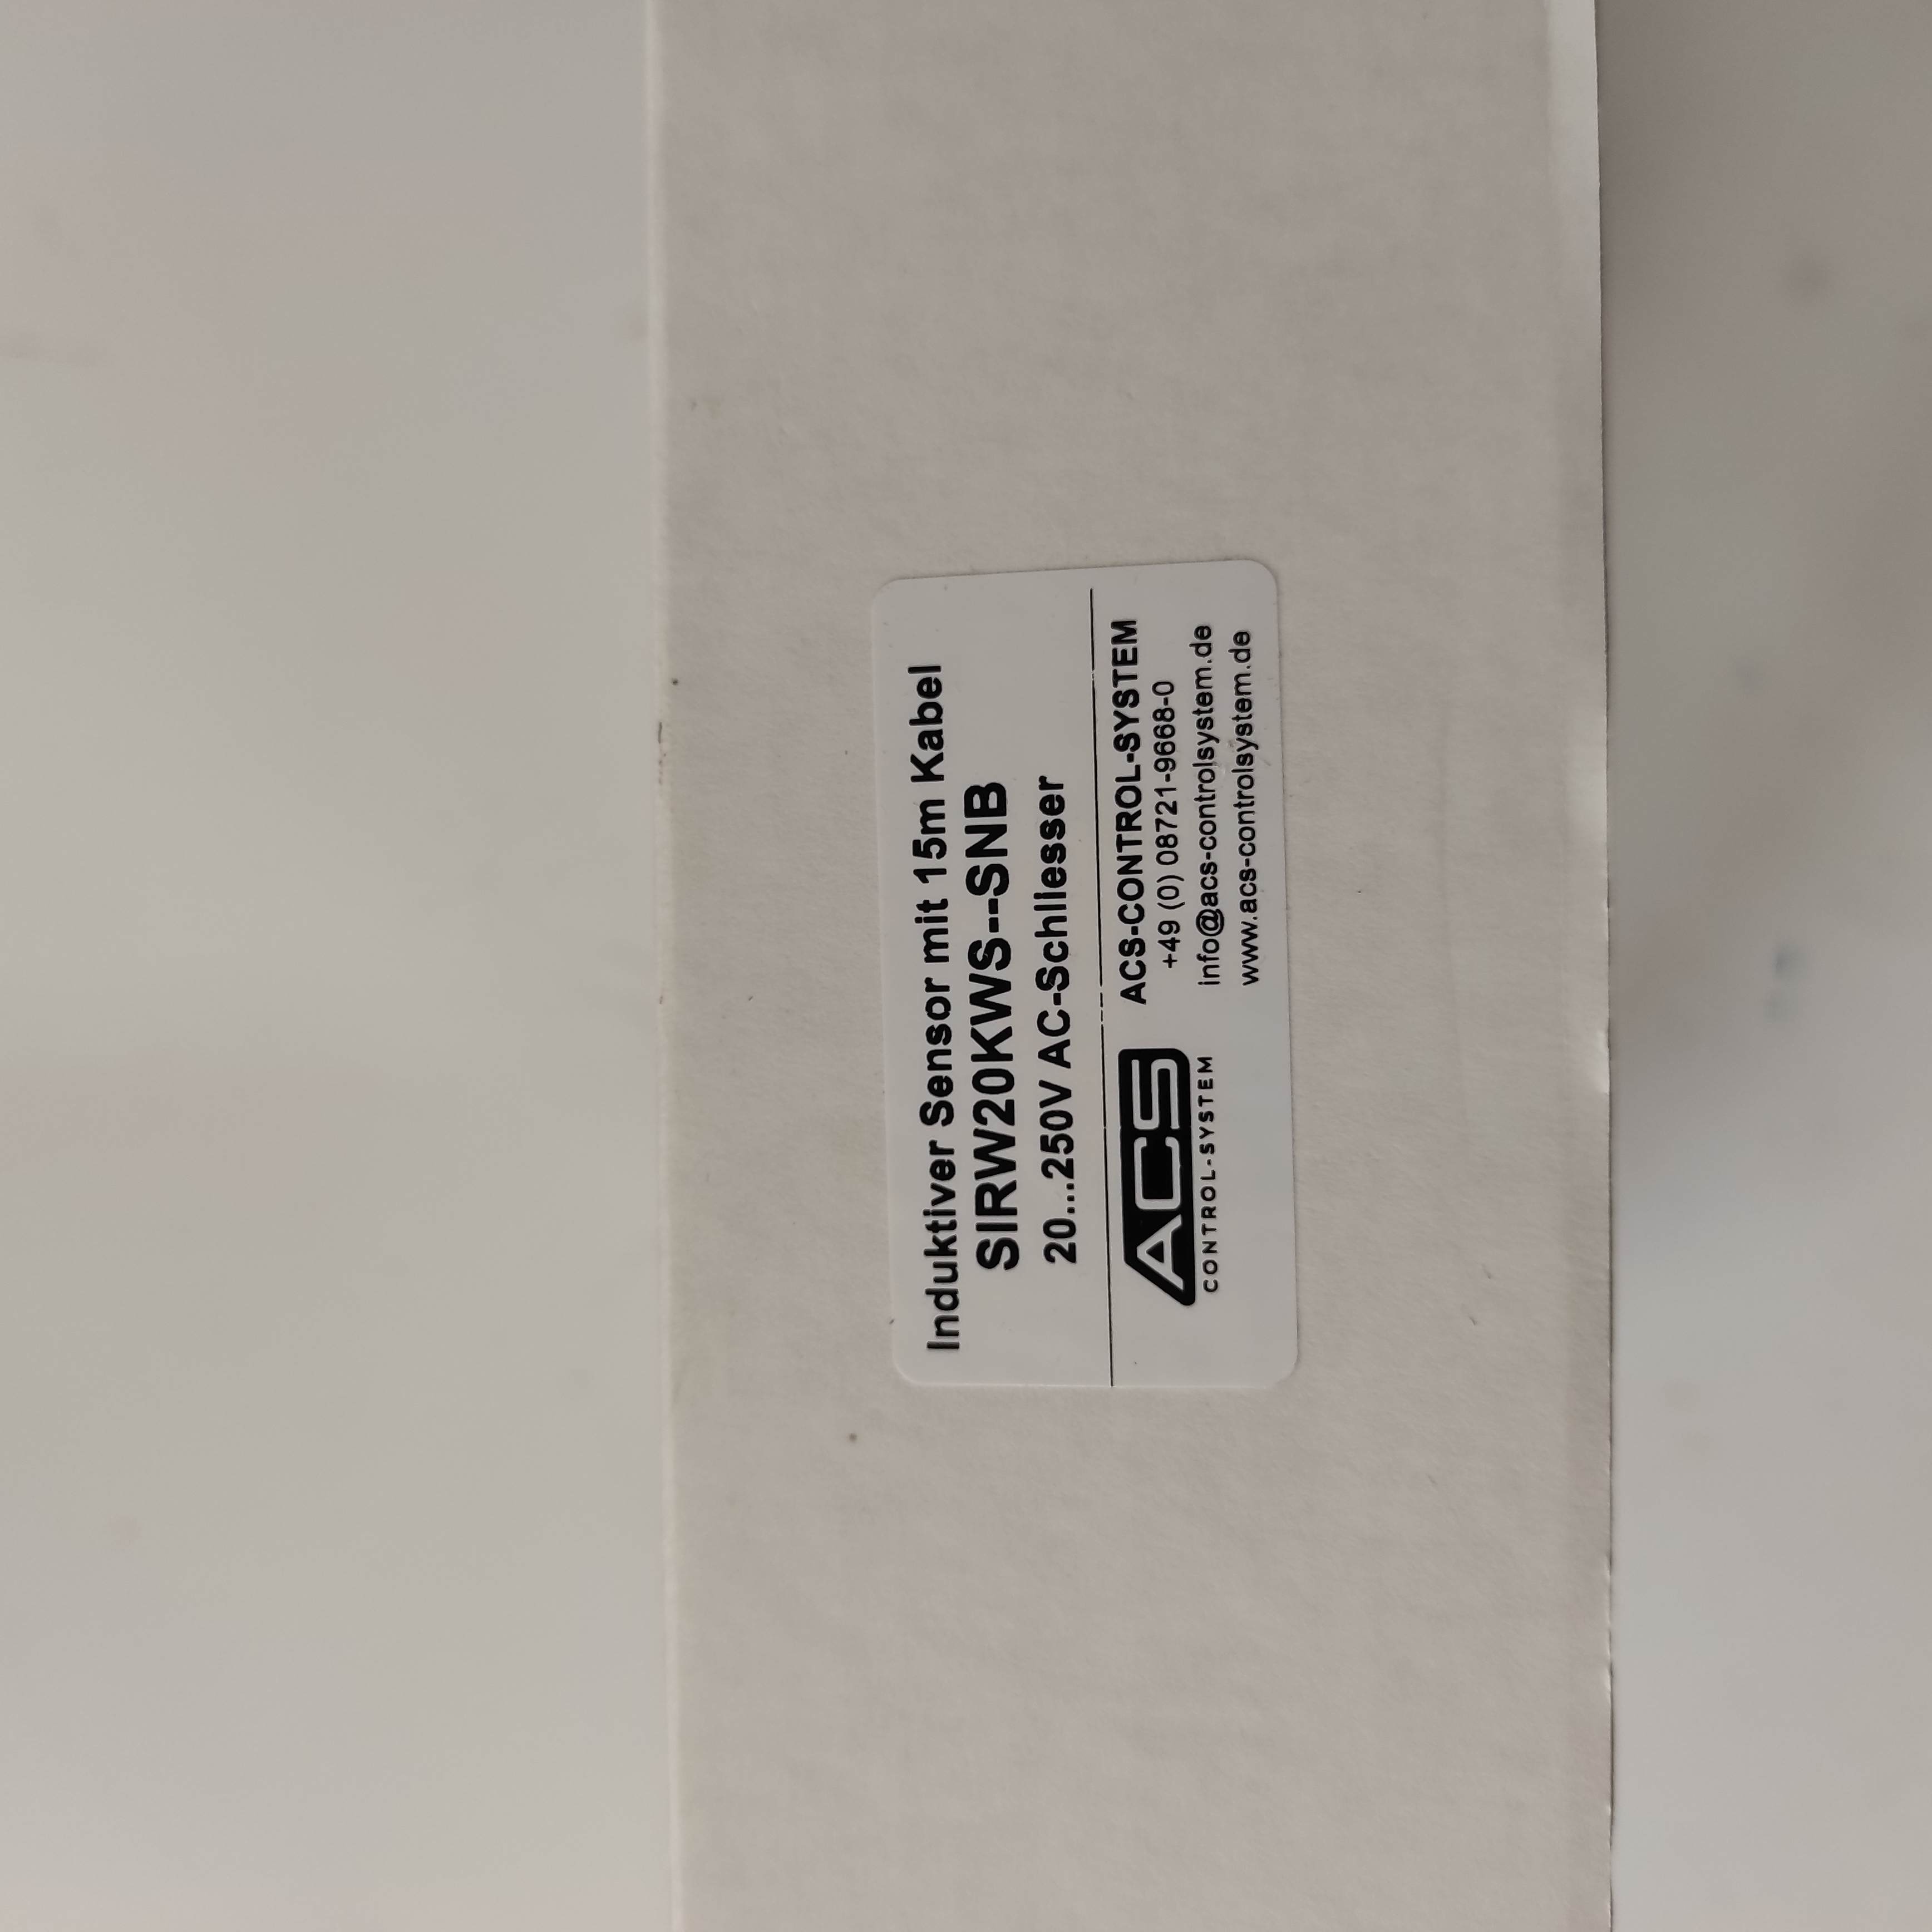 Induktiver Sensor mit 15m Kabel
SIRW20KWS--SNB
20...250V AC-Schliesser
ACS
CONTROL-SYSTEM
ACS-CONTROL-SYSTEM
+49 (0) 08721-9668-0
info@acs-controlsystem.de
www.acs-controlsystem.de